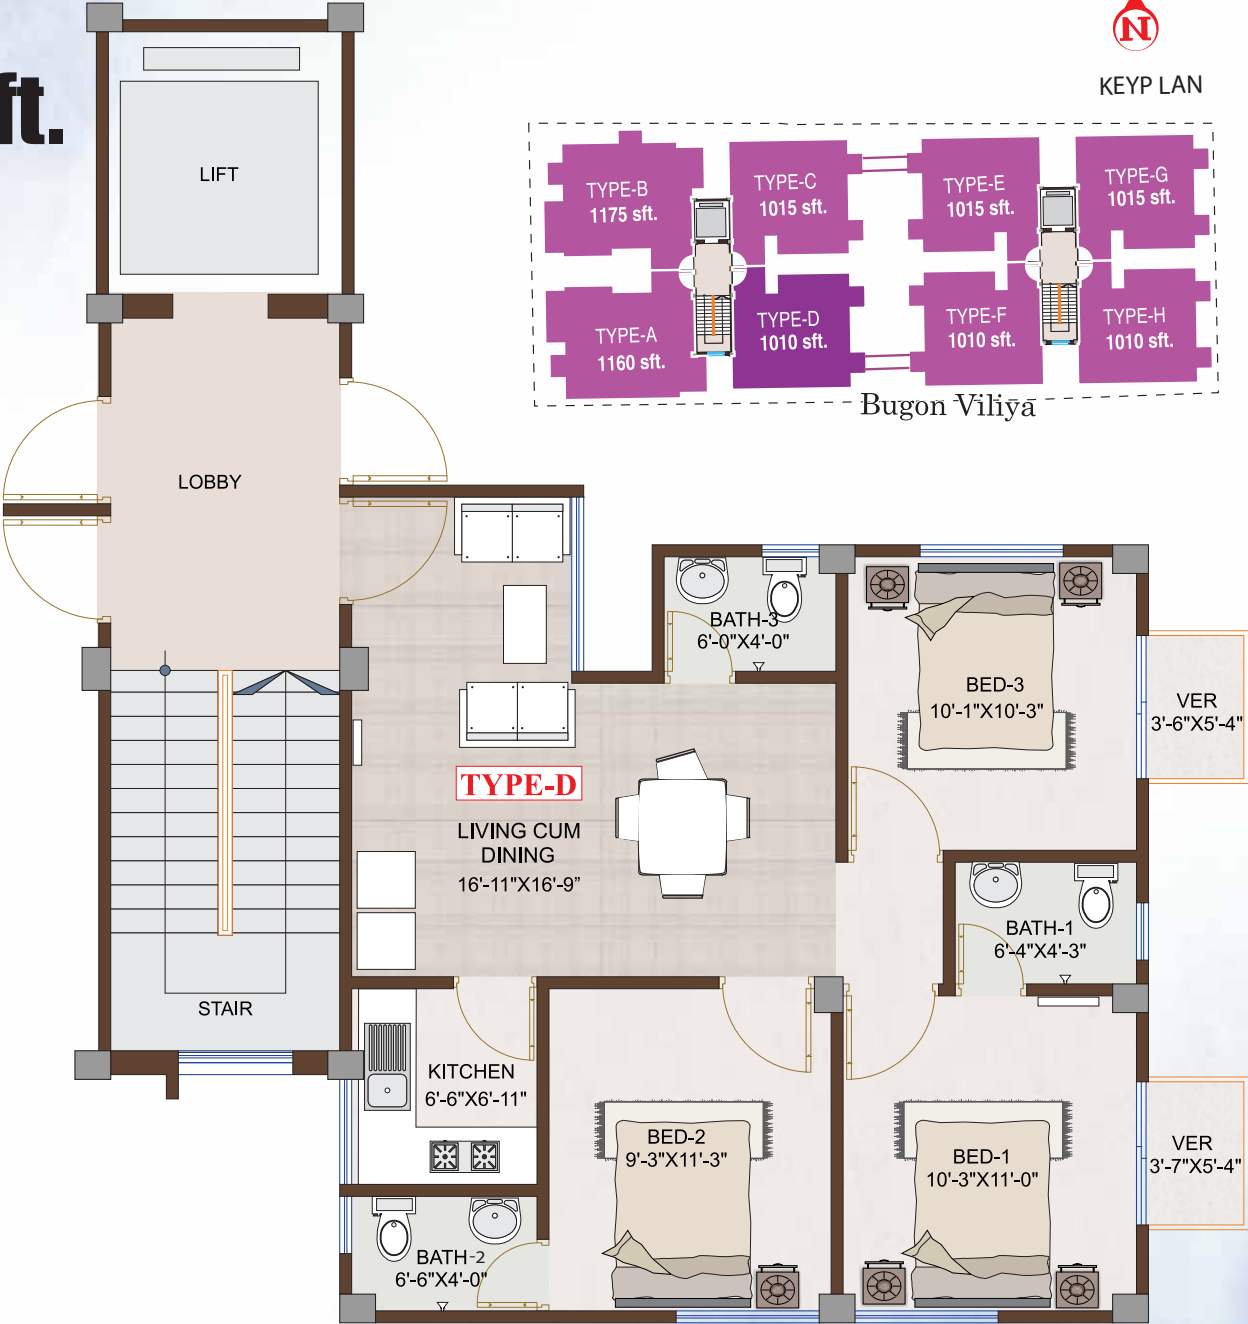 ft.
N
KEYP LAN
TYPE-B
1175 sft.
TYPE-C
1015 sft.
TYPE-E
1015 sft.
TYPE-G
1015 sft.
TYPE-A
1160 sft.
TYPE-D
1010 sft.
TYPE-F
1010 sft.
TYPE-H
1010 sft.
Bugon Viliya
LIFT
LOBBY
STAIR
BATH-3
6'-0"X4'-0"
BED-3
10'-1"X10'-3"
VER
3'-6"X5'-4"
TYPE-D
LIVING CUM
DINING
16'-11"X16'-9”
BATH-1
6'-4"X4'-3"
KITCHEN
6'-6"X6'-11"
BED-2
9'-3"X11'-3"
BED-1
10'-3"X11'-0"
VER
3'-7"X5'-4"
BATH-2
6'-6"X4'-0"